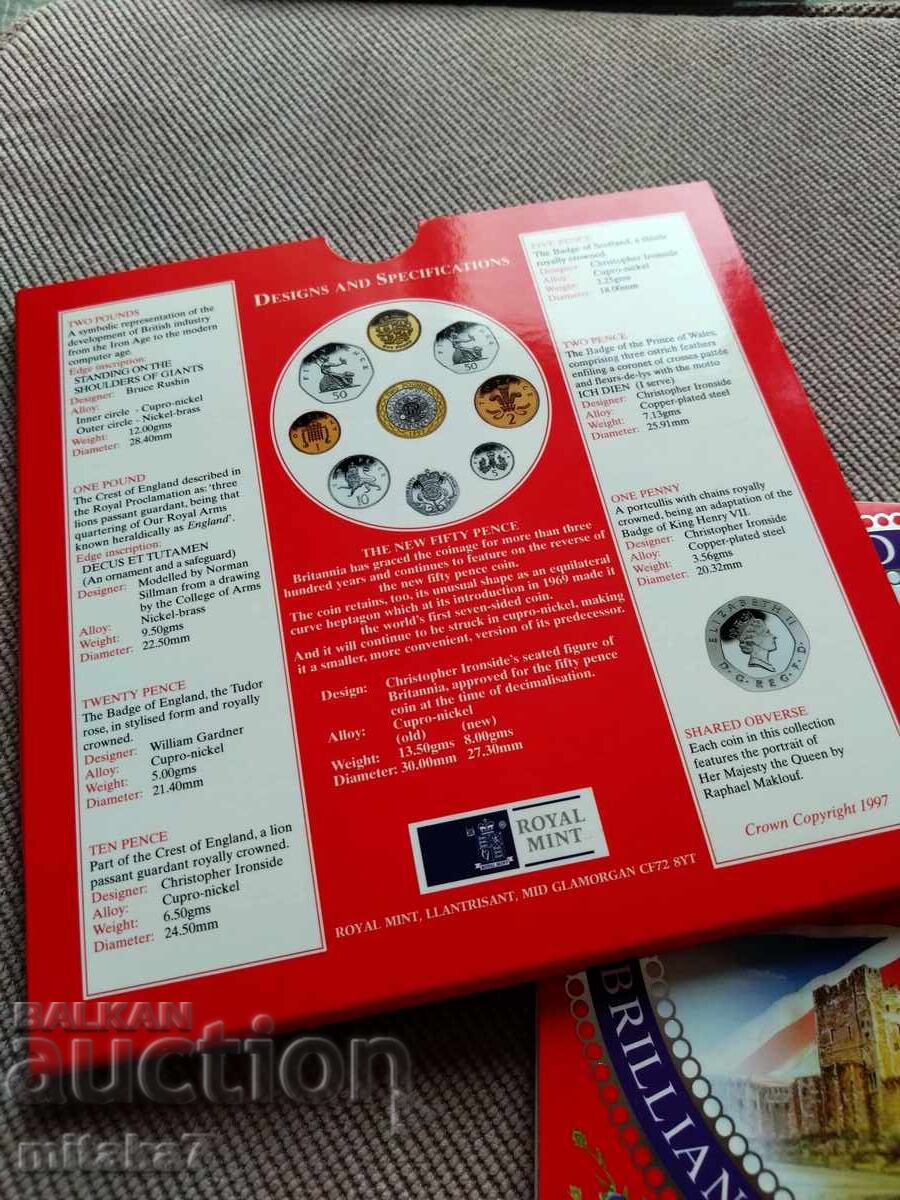 DESIGNS AND SPECIFICATIONS
TWO POUNDS
A symbolic representation of the
development of British industry
from the Iron Age to the modern
computer age.
Edge inscription:
STANDING ON THE
SHOULDERS OF GIANTS
Designer: Bruce Rushin
Alloy:
Inner circle - Cupro-nickel
Outer circle - Nickel-brass
Weight: 12.00gms
Diameter: 28.40mm
ONE POUND
The Crest of England described in
the Royal Proclamation as: 'three
lions passant guardant, being that
quartering of Our Royal Arms
known heraldically as England'.
Edge inscription:
DECUS ET TUTAMEN
(An ornament and a safeguard)
Designer: Modelled by Norman
Sillman from a drawing
by the College of Arms
Alloy: Nickel-brass
Weight: 9.50gms
Diameter: 22.50mm
TWENTY PENCE
The Badge of England, the Tudor
rose, in stylised form and royally
crowned.
Designer: William Gardner
Alloy: Cupro-nickel
Weight: 5.00gms
Diameter: 21.40mm
TEN PENCE
Part of the Crest of England, a lion
passant guardant royally crowned.
Designer: Christopher Ironside
Alloy: Cupro-nickel
Weight: 6.50gms
Diameter: 24.50mm
FIFTY PENCE
50
50
1
2
10
5
THE NEW FIFTY PENCE
Britannia has graced the coinage for more than three
hundred years and continues to feature on the reverse of
the new fifty pence coin.
The coin retains, too, its unusual shape as an equilateral
curve heptagon which at its introduction in 1969 made it
the world's first seven-sided coin.
And it will continue to be struck in cupro-nickel, making
it a smaller, more convenient, version of its predecessor.
Design: Christopher Ironside's seated figure of
Britannia, approved for the fifty pence
coin at the time of decimalisation.
Alloy: Cupro-nickel
(old) (new)
Weight: 13.50gms 8.00gms
Diameter: 30.00mm 27.30mm
ROYAL MINT
ROYAL
MINT
ROYAL MINT, LLANTRISANT, MID GLAMORGAN CF72 8YT
FIVE PENCE
The Badge of Scotland, a thistle
royally crowned.
Designer: Christopher Ironside
Alloy: Cupro-nickel
Weight: 3.25gms
Diameter: 18.00mm
TWO PENCE
The Badge of the Prince of Wales,
comprising three ostrich feathers
enfiling a coronet of crosses pattée
and fleurs-de-lys with the motto
ICH DIEN (I serve)
Designer: Christopher Ironside
Alloy: Copper-plated steel
Weight: 7.13gms
Diameter: 25.91mm
ONE PENNY
A portcullis with chains royally
crowned, being an adaptation of the
Badge of King Henry VII.
Designer: Christopher Ironside
Alloy: Copper-plated steel
Weight: 3.56gms
Diameter: 20.32mm
ELIZABETH II
D·G·REG·F·D
SHARED OBVERSE
Each coin in this collection
features the portrait of
Her Majesty the Queen by
Raphael Maklouf.
Crown Copyright 1997
BRILLIAN
BALKAN
auction
mitaka7